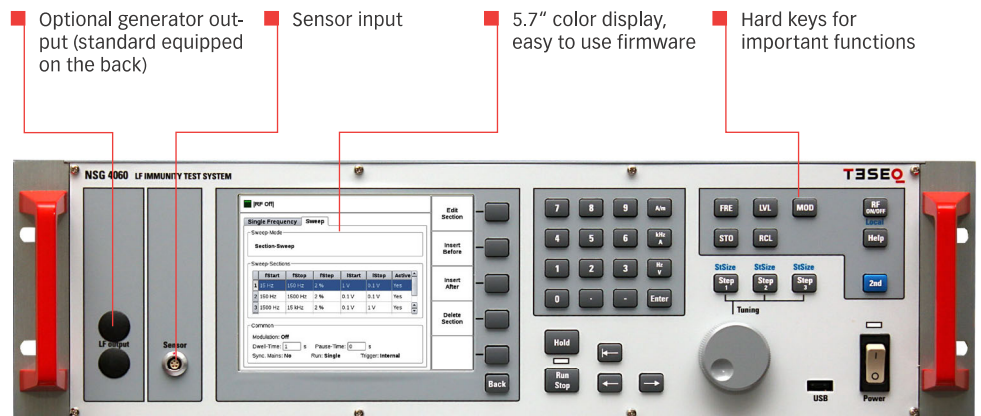 Optional generator out-
put (standard equipped
on the back)
Sensor input
5.7" color display,
easy to use firmware
Hard keys for
important functions
NSG 4060 LF IMMUNITY TEST SYSTEM
TESEQ
[RF Off]
Single Frequency Sweep
Sweep-Mode
Section-Sweep
Sweep-Sections
fStart fStop fStep lStart lStop Active
1 15 Hz 150 Hz 2 % 1 V 0.1 V Yes
2 150 Hz 1500 Hz 2 % 0.1 V 0.1 V Yes
3 1500 Hz 15 kHz 2 % 0.1 V 1 V Yes
Common
Modulation: Off
Dwell-Time: 1 s Pause-Time: 0 s
Sync. Mains: No Run: Single Trigger: Internal
Edit
Section
Insert
Before
Insert
After
Delete
Section
Back
LF output
Sensor
7 8 9 A/m
4 5 6 kHz
A
1 2 3 Hz
V
0 . - Enter
Hold
Run
Stop
FRE LVL MOD
STO RCL
RF
ON/OFF
Local
Help
2nd
StSize StSize StSize
Step
1
Step
2
Step
3
Tuning
USB
Power